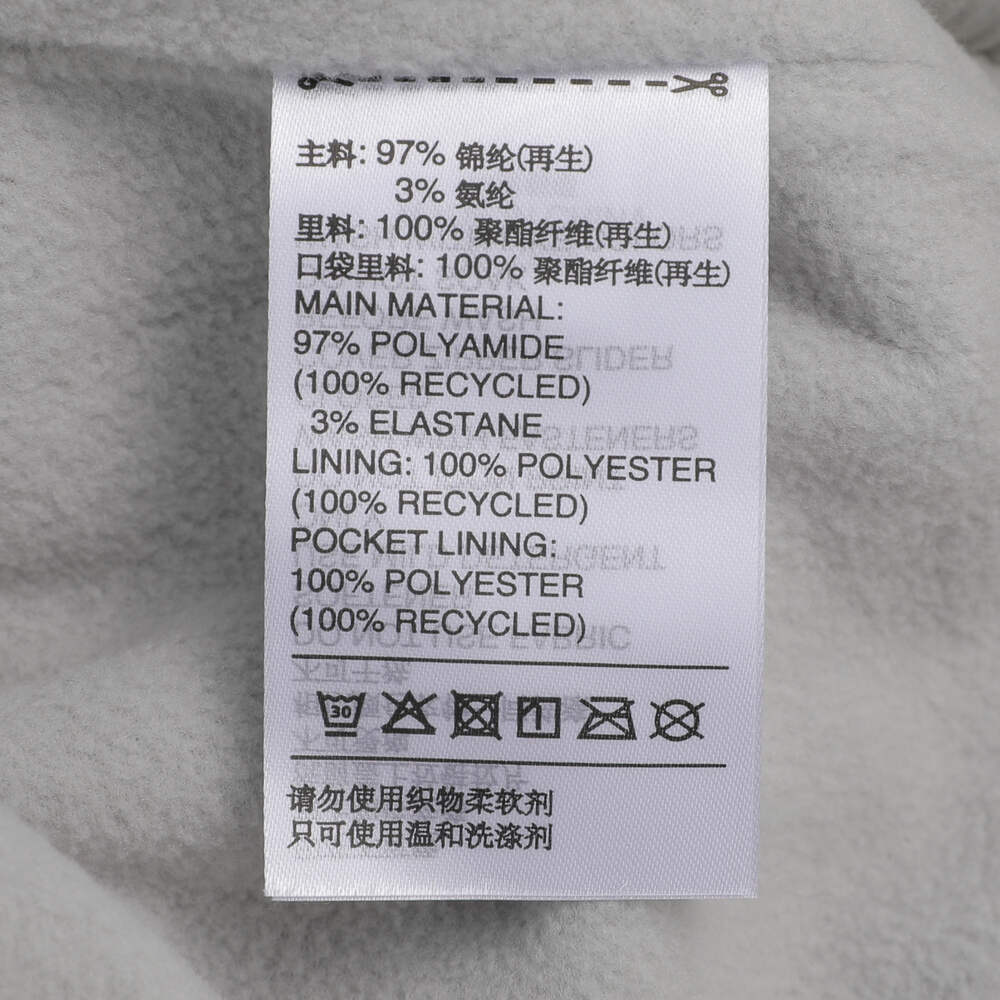 主料: 97% 锦纶(再生)
3% 氨纶
里料: 100% 聚酯纤维(再生)
口袋里料: 100% 聚酯纤维(再生)
MAIN MATERIAL:
97% POLYAMIDE
(100% RECYCLED)
3% ELASTANE
LINING: 100% POLYESTER
(100% RECYCLED)
POCKET LINING:
100% POLYESTER
(100% RECYCLED)
30
请勿使用织物柔软剂
只可使用温和洗涤剂